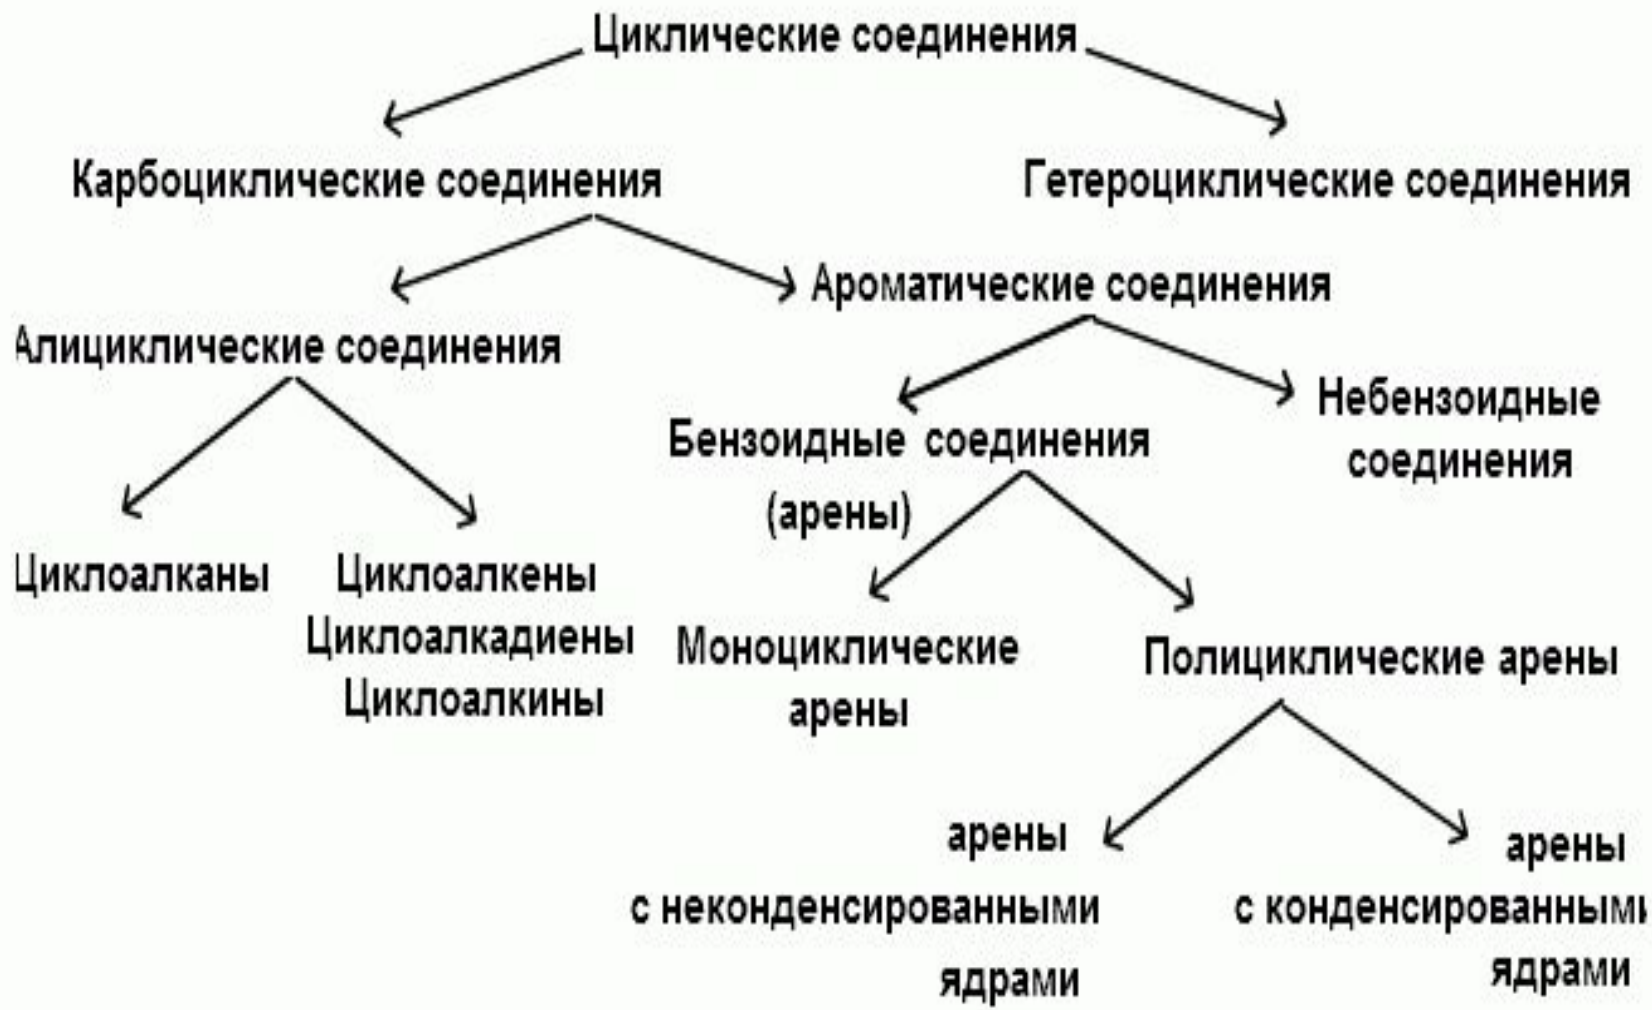 Циклические соединения
Карбоциклические соединения
Гетероциклические соединения
Ароматические соединения
Алициклические соединения
Небензоидные
соединения
Бензоидные соединения
(арены)
Циклоалканы
Циклоалкены
Циклоалкадиены
Циклоалкины
Моноциклические
арены
Полициклические арены
арены
с неконденсированными
ядрами
арены
с конденсированными
ядрами